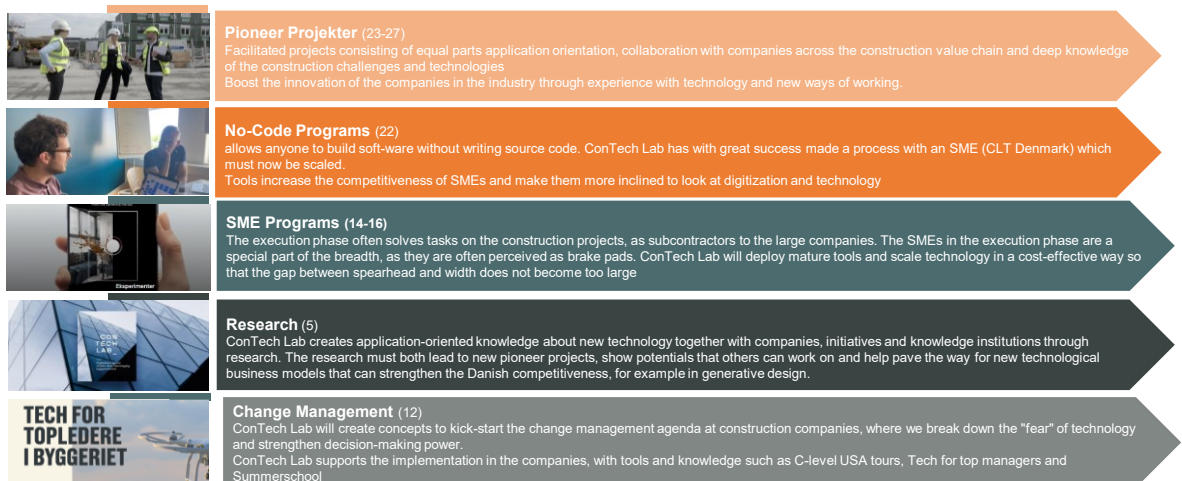 Pioneer Projekter (23-27)
Facilitated projects consisting of equal parts application orientation, collaboration with companies across the construction value chain and deep knowledge
of the construction challenges and technologies
Boost the innovation of the companies in the industry through experience with technology and new ways of working.
No-Code Programs (22)
allows anyone to build soft-ware without writing source code. ConTech Lab has with great success made a process with an SME (CLT Denmark) which
must now be scaled.
Tools increase the competitiveness of SMEs and make them more inclined to look at digitization and technology
Eksperimenter
SME Programs (14-16)
The execution phase often solves tasks on the construction projects, as subcontractors to the large companies. The SMEs in the execution phase are a
special part of the breadth, as they are often perceived as brake pads. ConTech Lab will deploy mature tools and scale technology in a cost-effective way so
that the gap between spearhead and width does not become too large
CON
TECH
LAB_
Research (5)
ConTech Lab creates application-oriented knowledge about new technology together with companies, initiatives and knowledge institutions through
research. The research must both lead to new pioneer projects, show potentials that others can work on and help pave the way for new technological
business models that can strengthen the Danish competitiveness, for example in generative design.
TECH FOR
TOPLEDERE
I BYGGERIET
Change Management (12)
ConTech Lab will create concepts to kick-start the change management agenda at construction companies, where we break down the "fear" of technology
and strengthen decision-making power.
ConTech Lab supports the implementation in the companies, with tools and knowledge such as C-level USA tours, Tech for top managers and
Summerschool